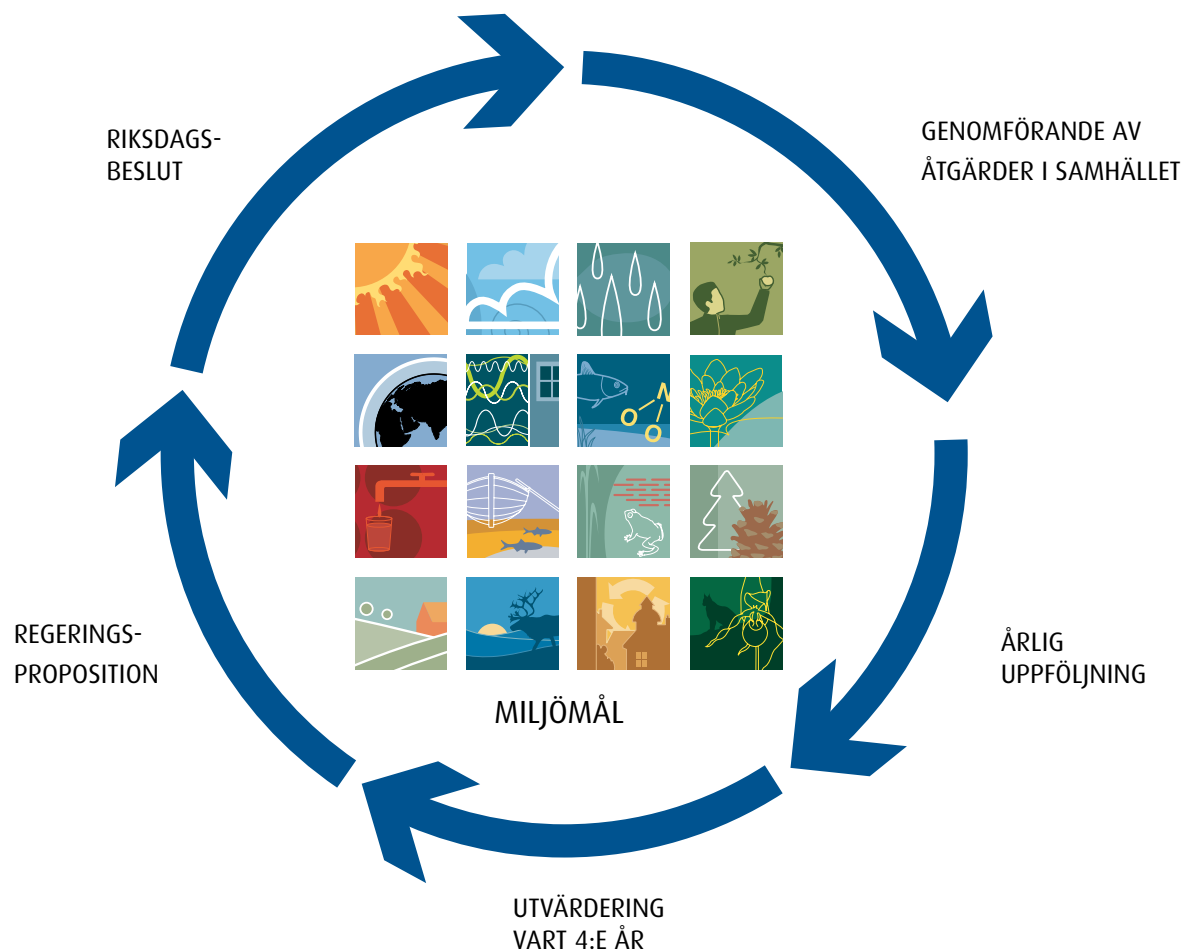 RIKSDAGS-
BESLUT
GENOMFÖRANDE AV
ÅTGÄRDER I SAMHÄLLET
N
O
O
REGERINGS-
PROPOSITION
ÅRLIG
UPPFÖLJNING
MILJÖMÅL
UTVÄRDERING
VART 4:E ÅR